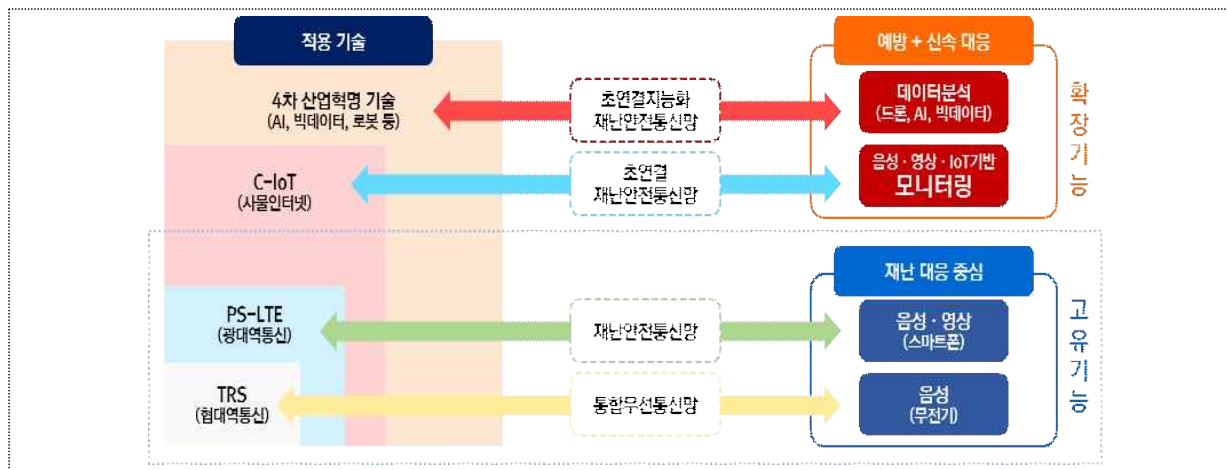 적용 기술
예방 + 신속 대응
4차 산업혁명 기술
(AI, 빅데이터, 로봇 등)
초연결지능화
재난안전통신망
데이터분석
(드론, AI, 빅데이터)
C-IoT
(사물인터넷)
초연결
재난안전통신망
음성·영상·IoT기반
모니터링
확장기능
재난 대응 중심
PS-LTE
(광대역통신)
재난안전통신망
음성·영상
(스마트폰)
TRS
(협대역통신)
통합무선통신망
음성
(무전기)
고유기능